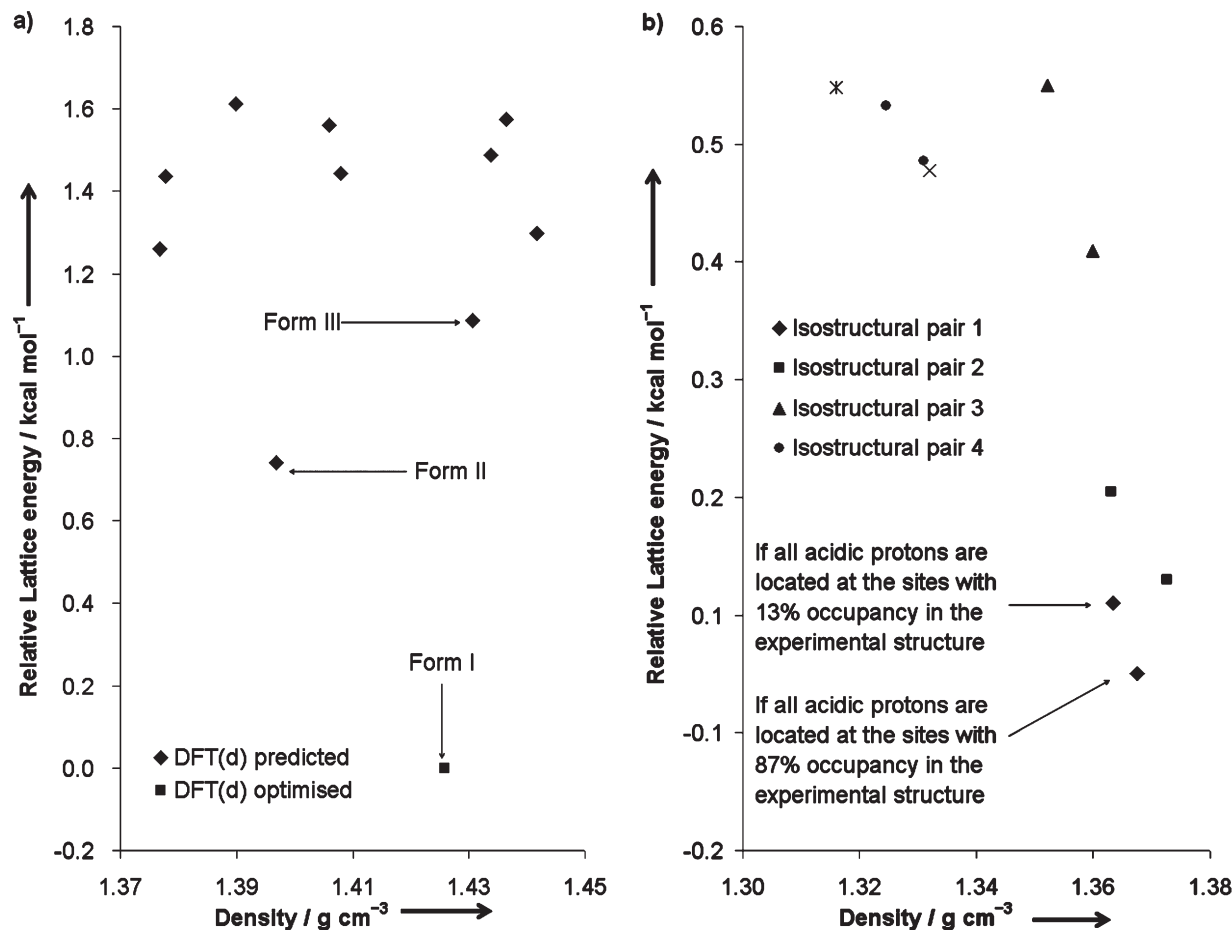 a)
1.8
1.6
1.4
1.2
1.0
0.8
0.6
0.4
0.2
0.0
-0.2
Relative Lattice energy / kcal mol⁻¹
Form III
Form II
Form I
DFT(d) predicted
DFT(d) optimised
1.37 1.39 1.41 1.43 1.45
Density / g cm⁻³
b)
0.6
0.5
0.4
0.3
0.2
0.1
-0.1
-0.2
Relative Lattice energy / kcal mol⁻¹
Isostructural pair 1
Isostructural pair 2
Isostructural pair 3
Isostructural pair 4
If all acidic protons are
located at the sites with
13% occupancy in the
experimental structure
If all acidic protons are
located at the sites with
87% occupancy in the
experimental structure
1.30 1.32 1.34 1.36 1.38
Density / g cm⁻³